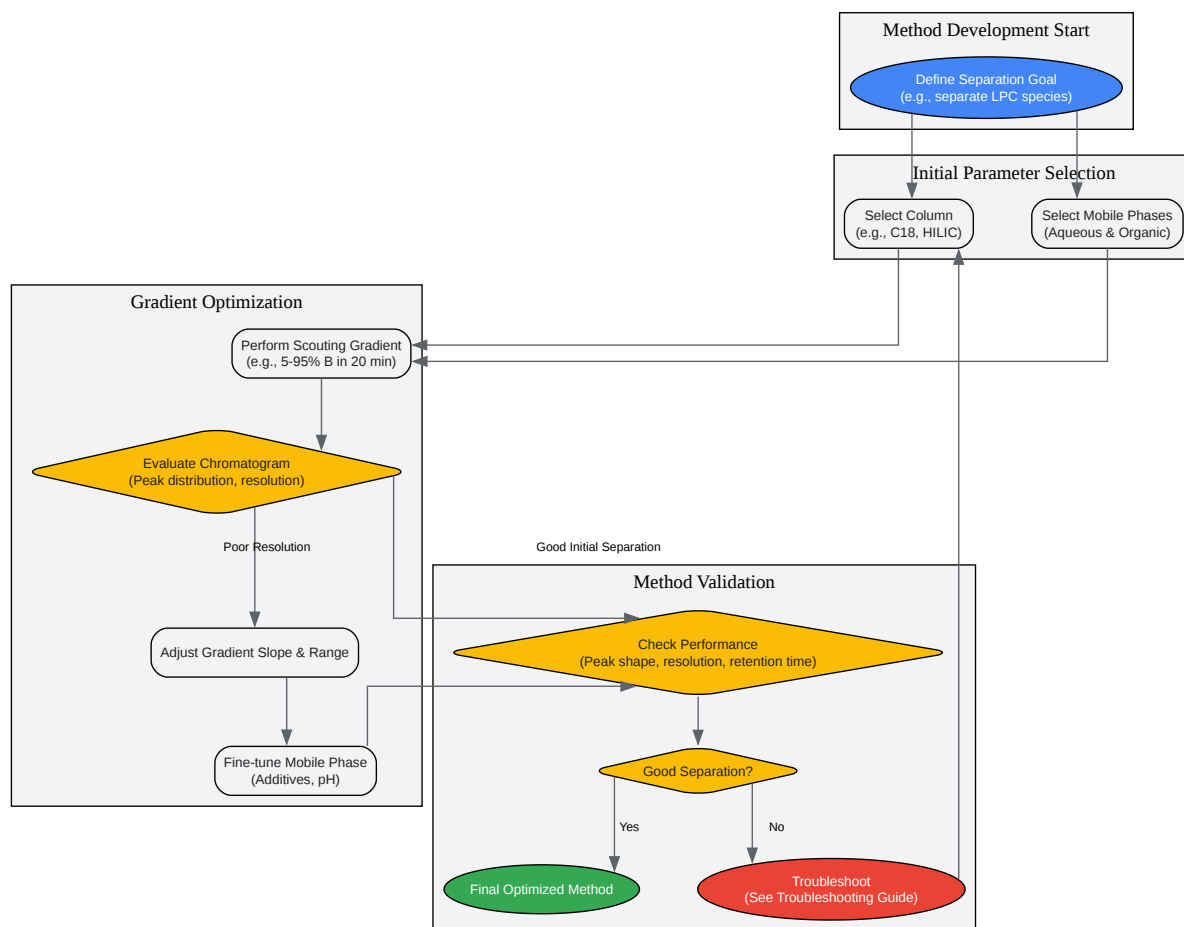 Method Development Start
Define Separation Goal
(e.g., separate LPC species)
Initial Parameter Selection
Select Column
(e.g., C18, HILIC)
Select Mobile Phases
(Aqueous & Organic)
Gradient Optimization
Perform Scouting Gradient
(e.g., 5-95% B in 20 min)
Evaluate Chromatogram
(Peak distribution, resolution)
Poor Resolution
Good Initial Separation
Adjust Gradient Slope & Range
Fine-tune Mobile Phase
(Additives, pH)
Method Validation
Check Performance
(Peak shape, resolution, retention time)
Good Separation?
Yes
No
Final Optimized Method
Troubleshoot
(See Troubleshooting Guide)